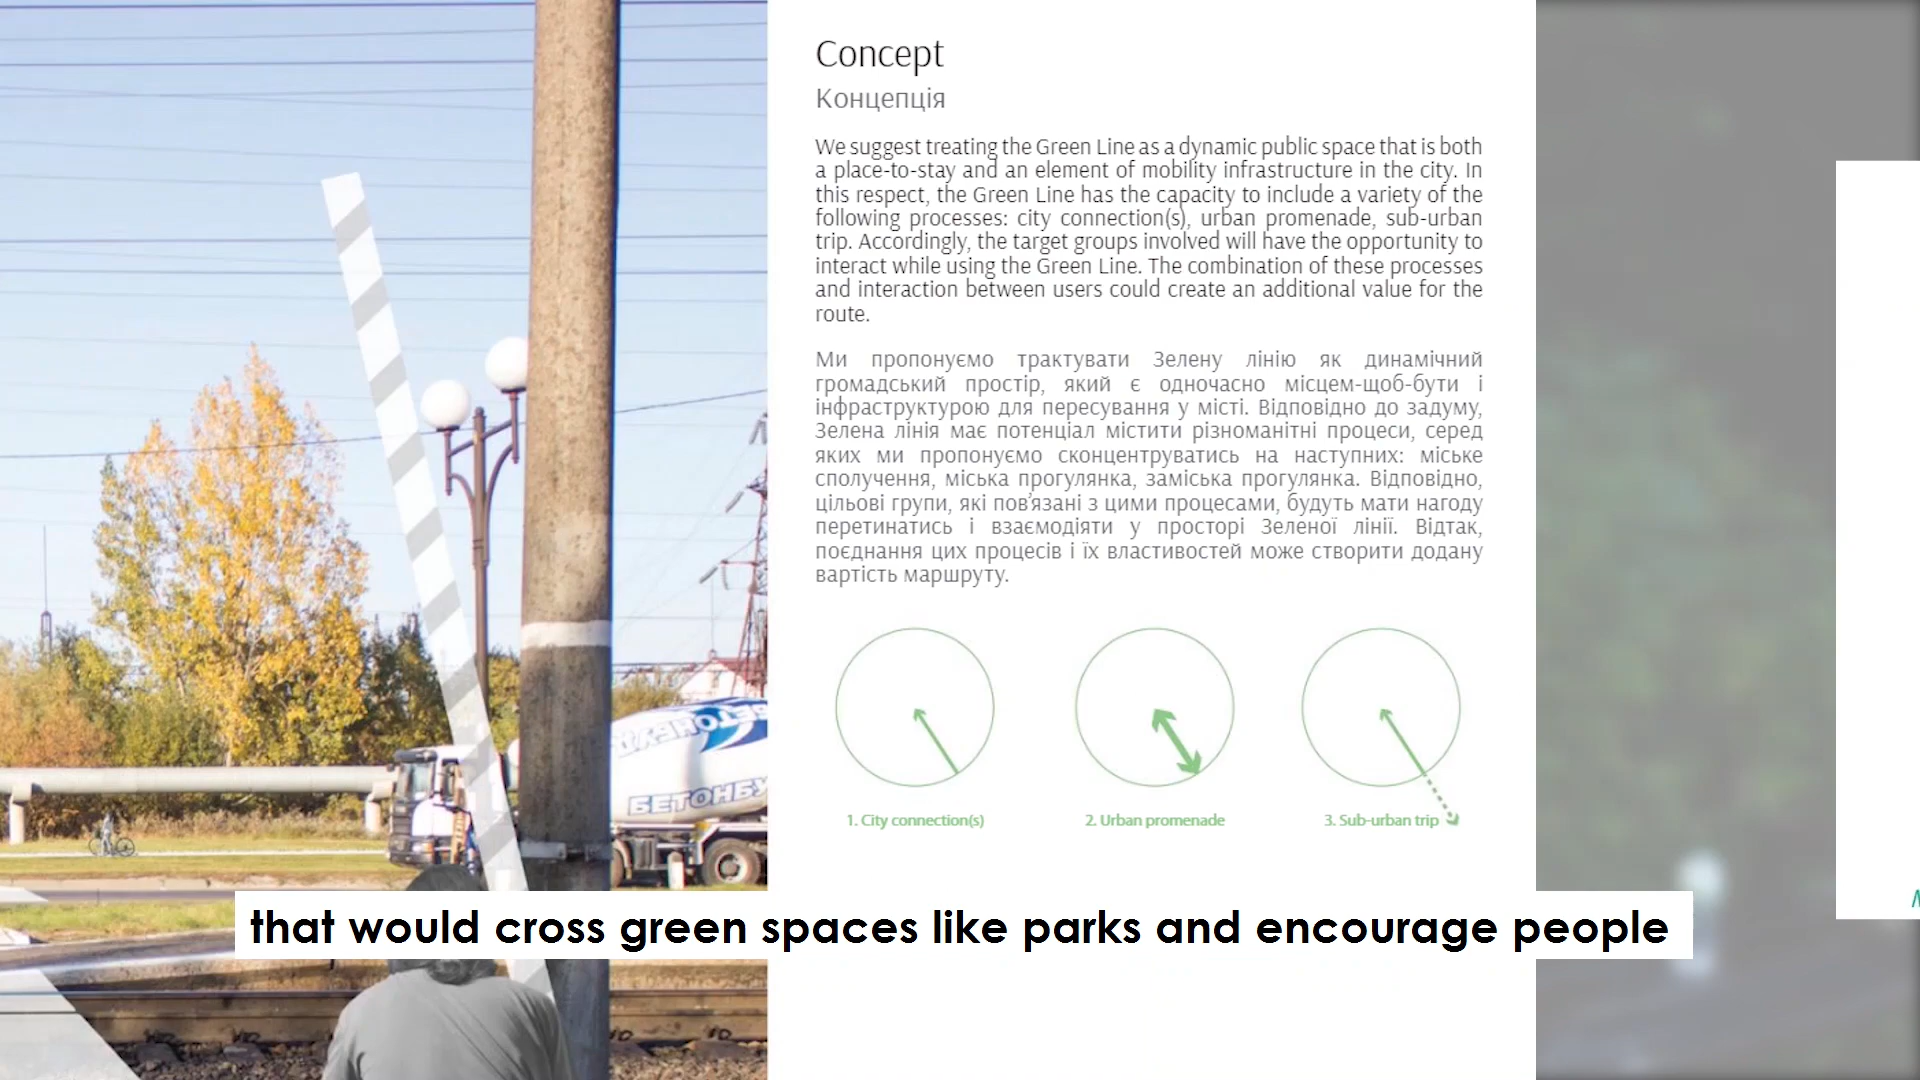 Concept
Концепція
We suggest treating the Green Line as a dynamic public space that is both
a place-to-stay and an element of mobility infrastructure in the city. In
this respect, the Green Line has the capacity to include a variety of the
following processes: city connection(s), urban promenade, sub-urban
trip. Accordingly, the target groups involved will have the opportunity to
interact while using the Green Line. The combination of these processes
and interaction between users could create an additional value for the
route.
Ми пропонуємо трактувати Зелену лінію як динамічний
громадський простір, який є одночасно місцем-щоб-бути і
інфраструктурою для пересування у місті. Відповідно до задуму,
Зелена лінія має потенціал містити різноманітні процеси, серед
яких ми пропонуємо сконцентруватись на наступних: міське
сполучення, міська прогулянка, заміська прогулянка. Відповідно,
цільові групи, які пов’язані з цими процесами, будуть мати нагоду
перетинатись і взаємодіяти у просторі Зеленої лінії. Відтак,
поєднання цих процесів і їх властивостей може створити додану
вартість маршруту.
1. City connection(s)
2. Urban promenade
3. Sub-urban trip
that would cross green spaces like parks and encourage people